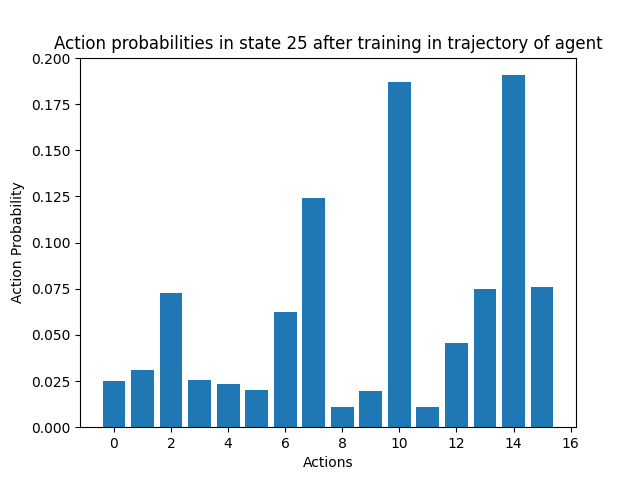 Action probabilities in state 25 after training in trajectory of agent
0.200
0.175
0.150
0.125
0.100
0.075
0.050
0.025
0.000
Action Probability
0 2 4 6 8 10 12 14 16
Actions